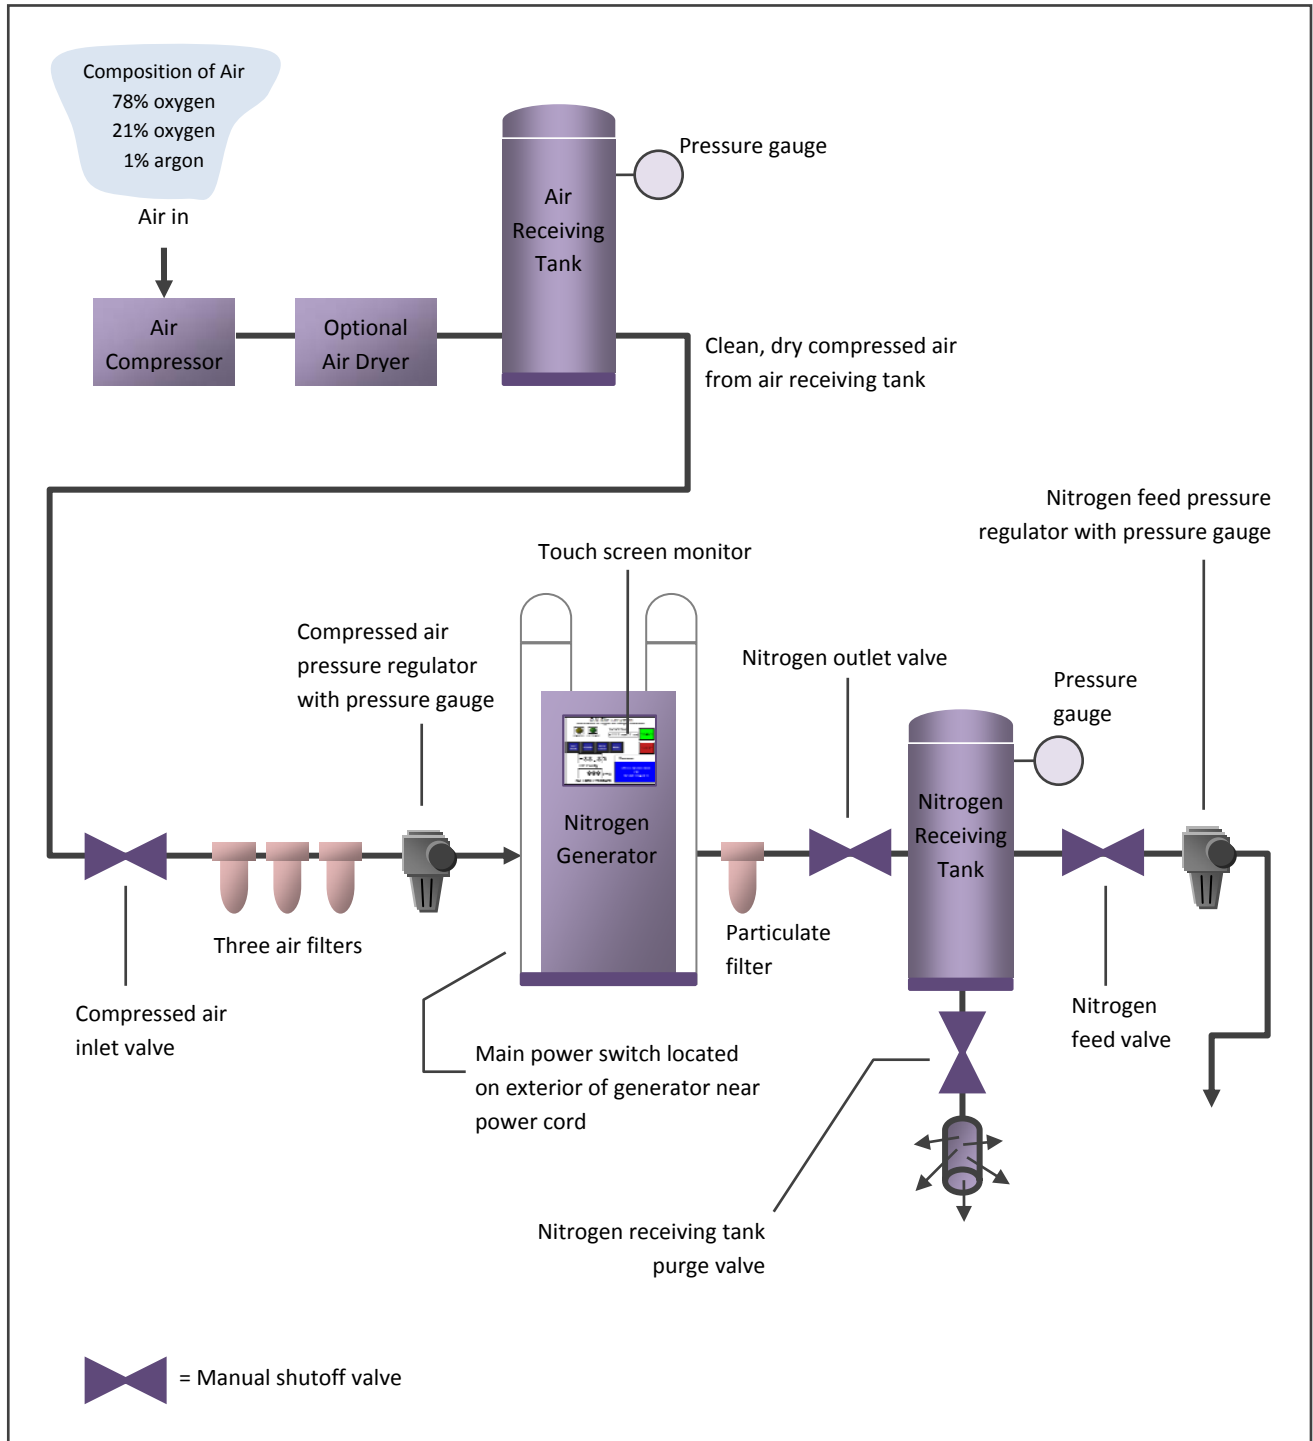 Composition of Air
78% oxygen
21% oxygen
1% argon
Air in
Air
Compressor
Optional
Air Dryer
Air
Receiving
Tank
Pressure gauge
Clean, dry compressed air
from air receiving tank
Nitrogen feed pressure
regulator with pressure gauge
Touch screen monitor
Compressed air
pressure regulator
with pressure gauge
Nitrogen outlet valve
Pressure
gauge
Nitrogen
Generator
Nitrogen
Receiving
Tank
Three air filters
Particulate
filter
Compressed air
inlet valve
Nitrogen
feed valve
Main power switch located
on exterior of generator near
power cord
Nitrogen receiving tank
purge valve
= Manual shutoff valve